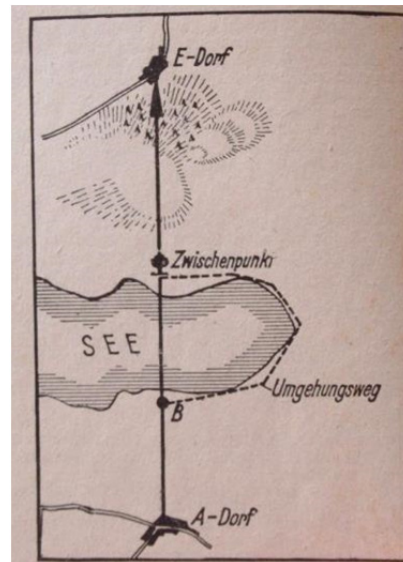 E-Dorf
Zwischenpunkt
SEE
Umgehungsweg
B
A-Dorf